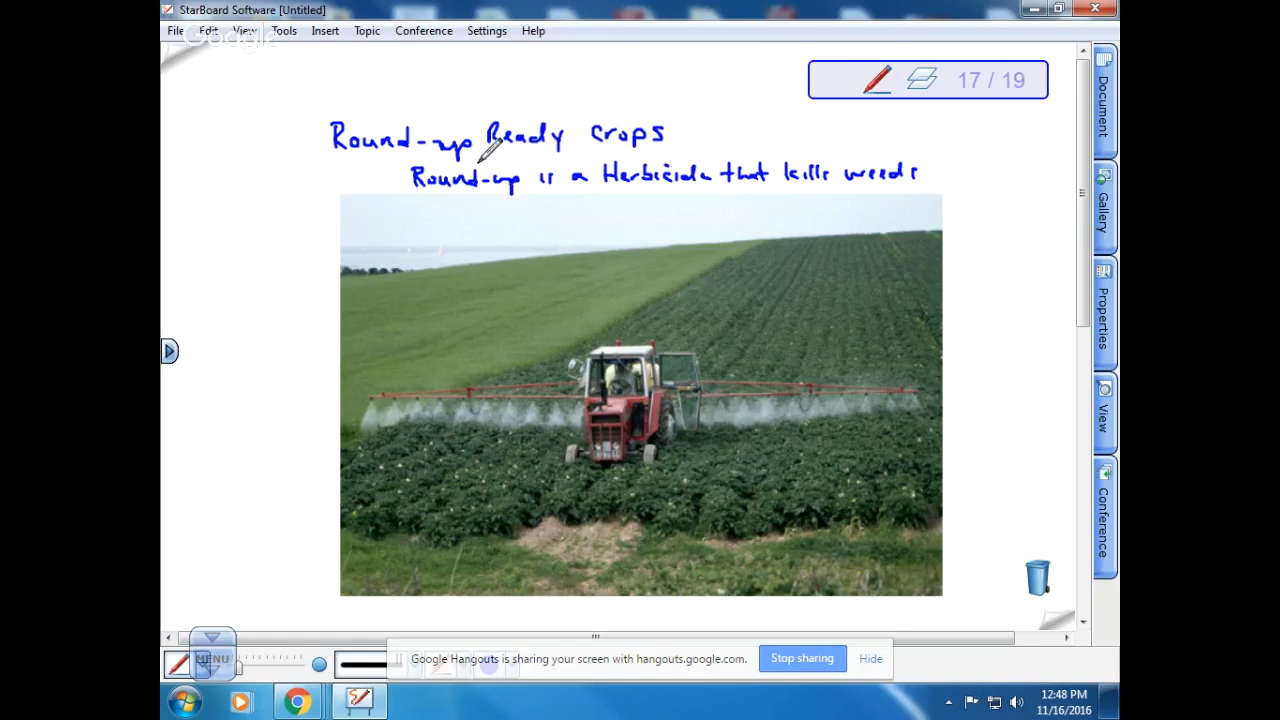 StarBoard Software [Untitled]
File Edit View Tools Insert Topic Conference Settings Help
Google
17 / 19
Round-up Ready crops
Round-up is a Herbicide that kills weeds
Document
Gallery
Properties
View
Conference
MENU
Google Hangouts is sharing your screen with hangouts.google.com. Stop sharing Hide
12:48 PM
11/16/2016